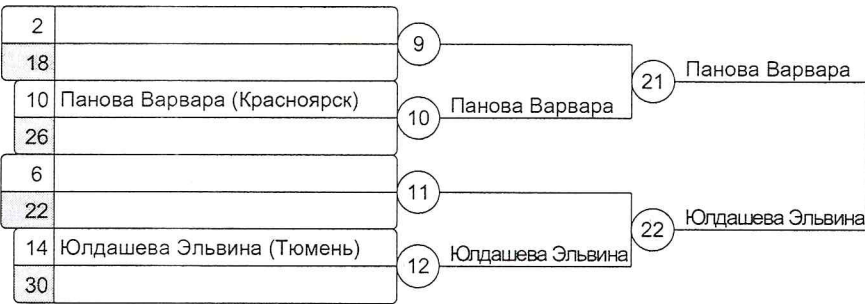 2
9
18
Панова Варвара
21
10 Панова Варвара (Красноярск)
Панова Варвара
10
26
6
11
22
Юлдашева Эльвина
22
14 Юлдашева Эльвина (Тюмень)
Юлдашева Эльвина
12
30